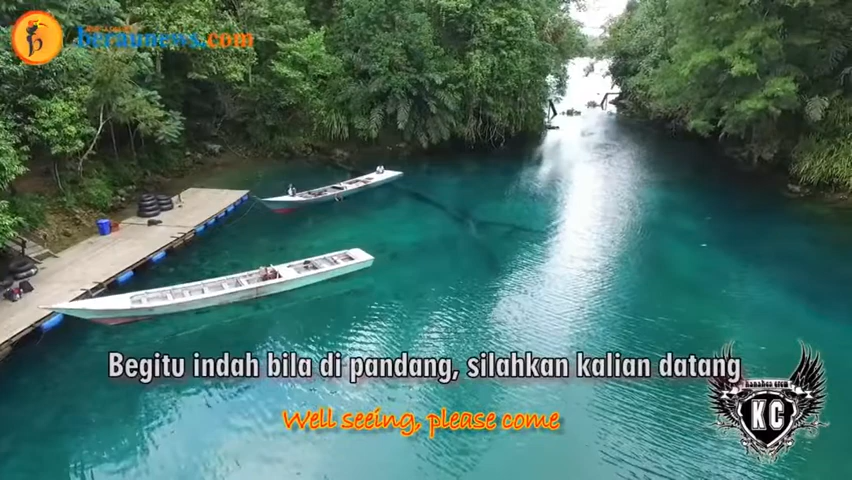 beraunews.com
Begitu indah bila di pandang, silahkan kalian datang
Well seeing, please come
KC